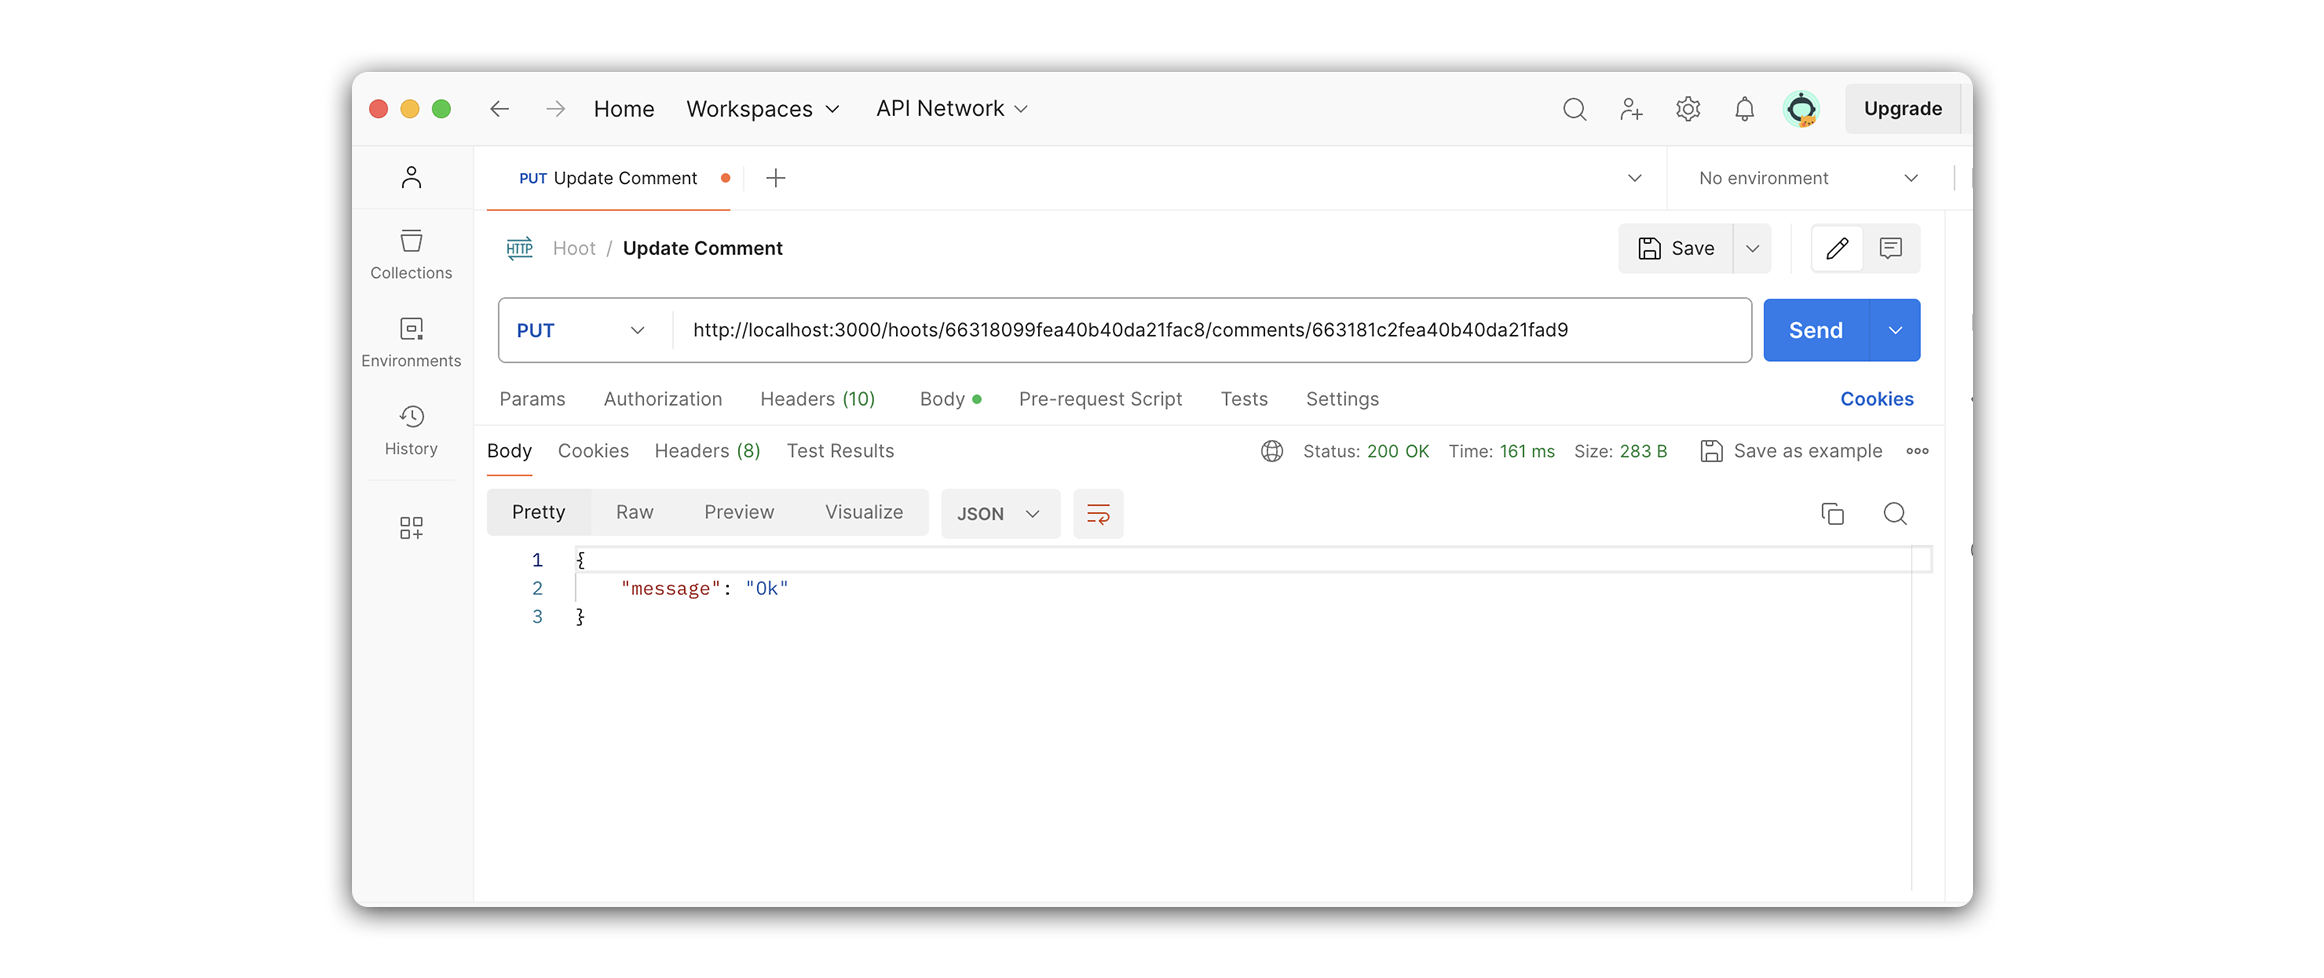 Home Workspaces API Network Upgrade
PUT Update Comment No environment
HTTP Hoot / Update Comment Save
Collections
PUT http://localhost:3000/hoots/66318099fea40b40da21fac8/comments/663181c2fea40b40da21fad9 Send
Environments
Params Authorization Headers (10) Body Pre-request Script Tests Settings Cookies
History
Body Cookies Headers (8) Test Results Status: 200 OK Time: 161 ms Size: 283 B Save as example
Pretty Raw Preview Visualize JSON
1 {
2 "message": "Ok"
3 }